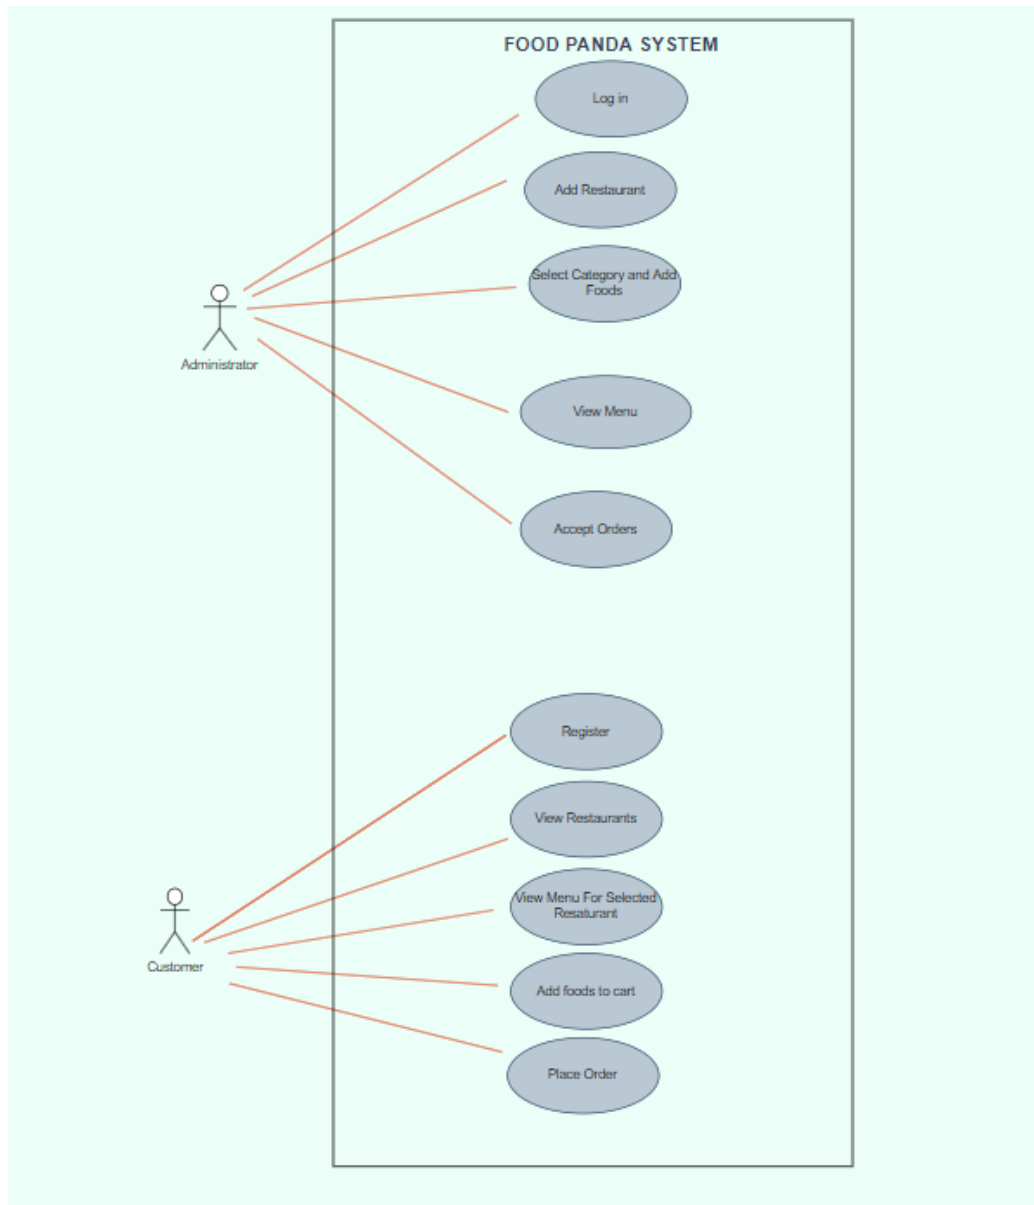 FOOD PANDA SYSTEM
Log in
Add Restaurant
Select Category and Add
Foods
Administrator
View Menu
Accept Orders
Register
View Restaurants
View Menu For Selected
Resaturant
Customer
Add foods to cart
Place Order